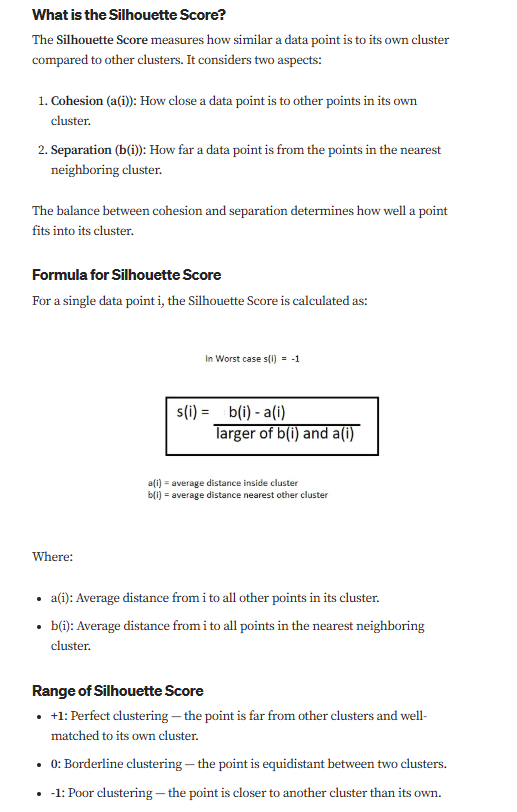 What is the Silhouette Score?
The Silhouette Score measures how similar a data point is to its own cluster
compared to other clusters. It considers two aspects:
1. Cohesion (a(i)): How close a data point is to other points in its own
cluster.
2. Separation (b(i)): How far a data point is from the points in the nearest
neighboring cluster.
The balance between cohesion and separation determines how well a point
fits into its cluster.
Formula for Silhouette Score
For a single data point i, the Silhouette Score is calculated as:
In Worst case s(i) = -1
s(i) = b(i) - a(i)
larger of b(i) and a(i)
a(i) = average distance inside cluster
b(i) = average distance nearest other cluster
Where:
• a(i): Average distance from i to all other points in its cluster.
• b(i): Average distance from i to all points in the nearest neighboring
cluster.
Range of Silhouette Score
• +1: Perfect clustering — the point is far from other clusters and well-
matched to its own cluster.
• 0: Borderline clustering — the point is equidistant between two clusters.
• -1: Poor clustering — the point is closer to another cluster than its own.